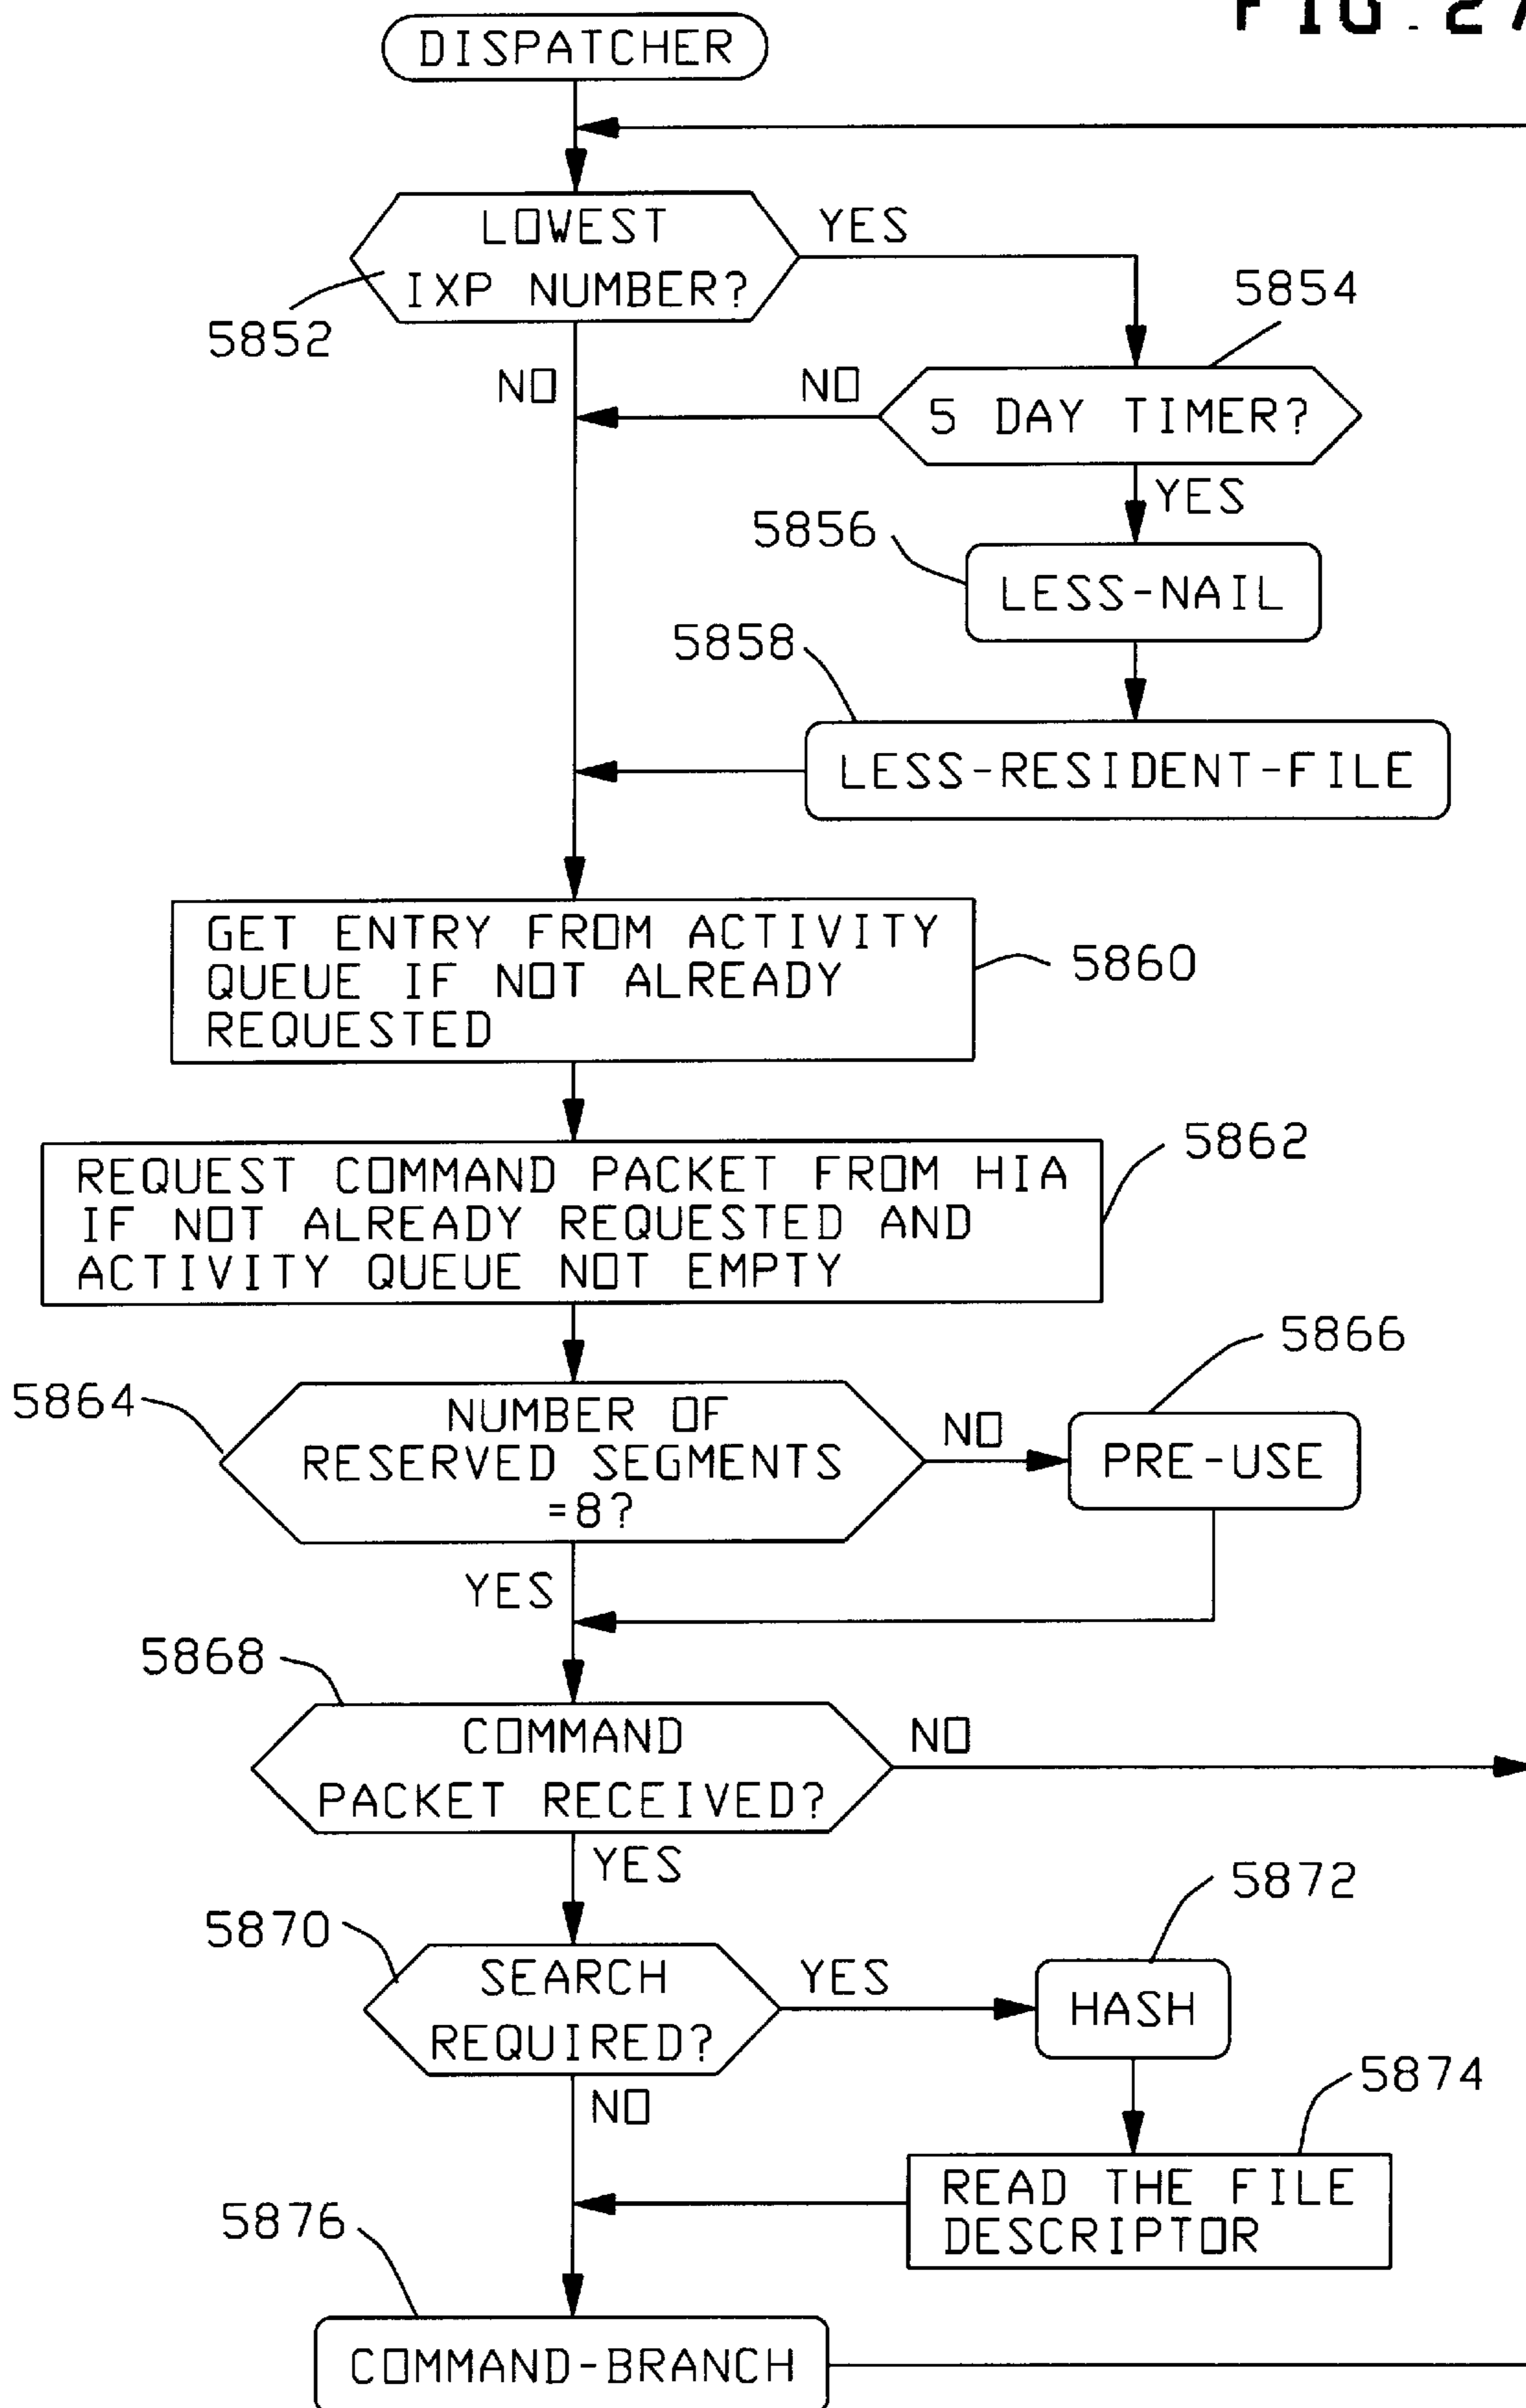 FIG. 27
DISPATCHER
LOWEST
IXP NUMBER?
YES
5852
5854
NO
NO
5 DAY TIMER?
YES
5856
LESS-NAIL
5858
LESS-RESIDENT-FILE
GET ENTRY FROM ACTIVITY
QUEUE IF NOT ALREADY
REQUESTED
5860
5862
REQUEST COMMAND PACKET FROM HIA
IF NOT ALREADY REQUESTED AND
ACTIVITY QUEUE NOT EMPTY
5866
5864
NUMBER OF
RESERVED SEGMENTS
=8?
NO
PRE-USE
YES
5868
COMMAND
PACKET RECEIVED?
NO
YES
5872
5870
SEARCH
REQUIRED?
YES
HASH
NO
5874
READ THE FILE
DESCRIPTOR
5876
COMMAND-BRANCH